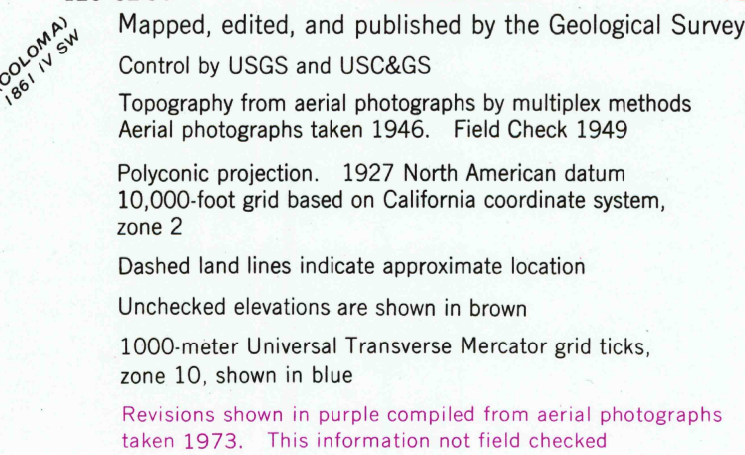 (COLOMA)
1861 IV SW
Mapped, edited, and published by the Geological Survey
Control by USGS and USC&GS
Topography from aerial photographs by multiplex methods
Aerial photographs taken 1946. Field Check 1949
Polyconic projection. 1927 North American datum
10,000-foot grid based on California coordinate system,
zone 2
Dashed land lines indicate approximate location
Unchecked elevations are shown in brown
1000-meter Universal Transverse Mercator grid ticks,
zone 10, shown in blue
Revisions shown in purple compiled from aerial photographs
taken 1973. This information not field checked